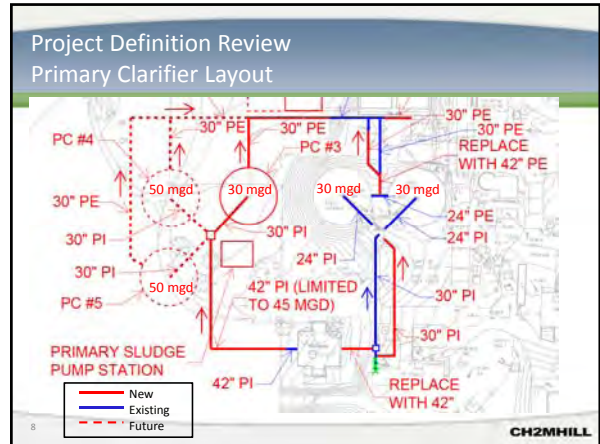 Project Definition Review
Primary Clarifier Layout
30" PE
30" PE
30" PE
30" PE
REPLACE
WITH 42" PE
PC #4
PC #3
50 mgd
30 mgd
30 mgd
30 mgd
30" PE
30" PI
30" PI
24" PE
24" PI
24" PI
30" PI
50 mgd
PC #5
42" PI (LIMITED
TO 45 MGD)
30" PI
30" PI
PRIMARY SLUDGE
PUMP STATION
42" PI
REPLACE
WITH 42"
New
Existing
Future
8
CH2MHILL